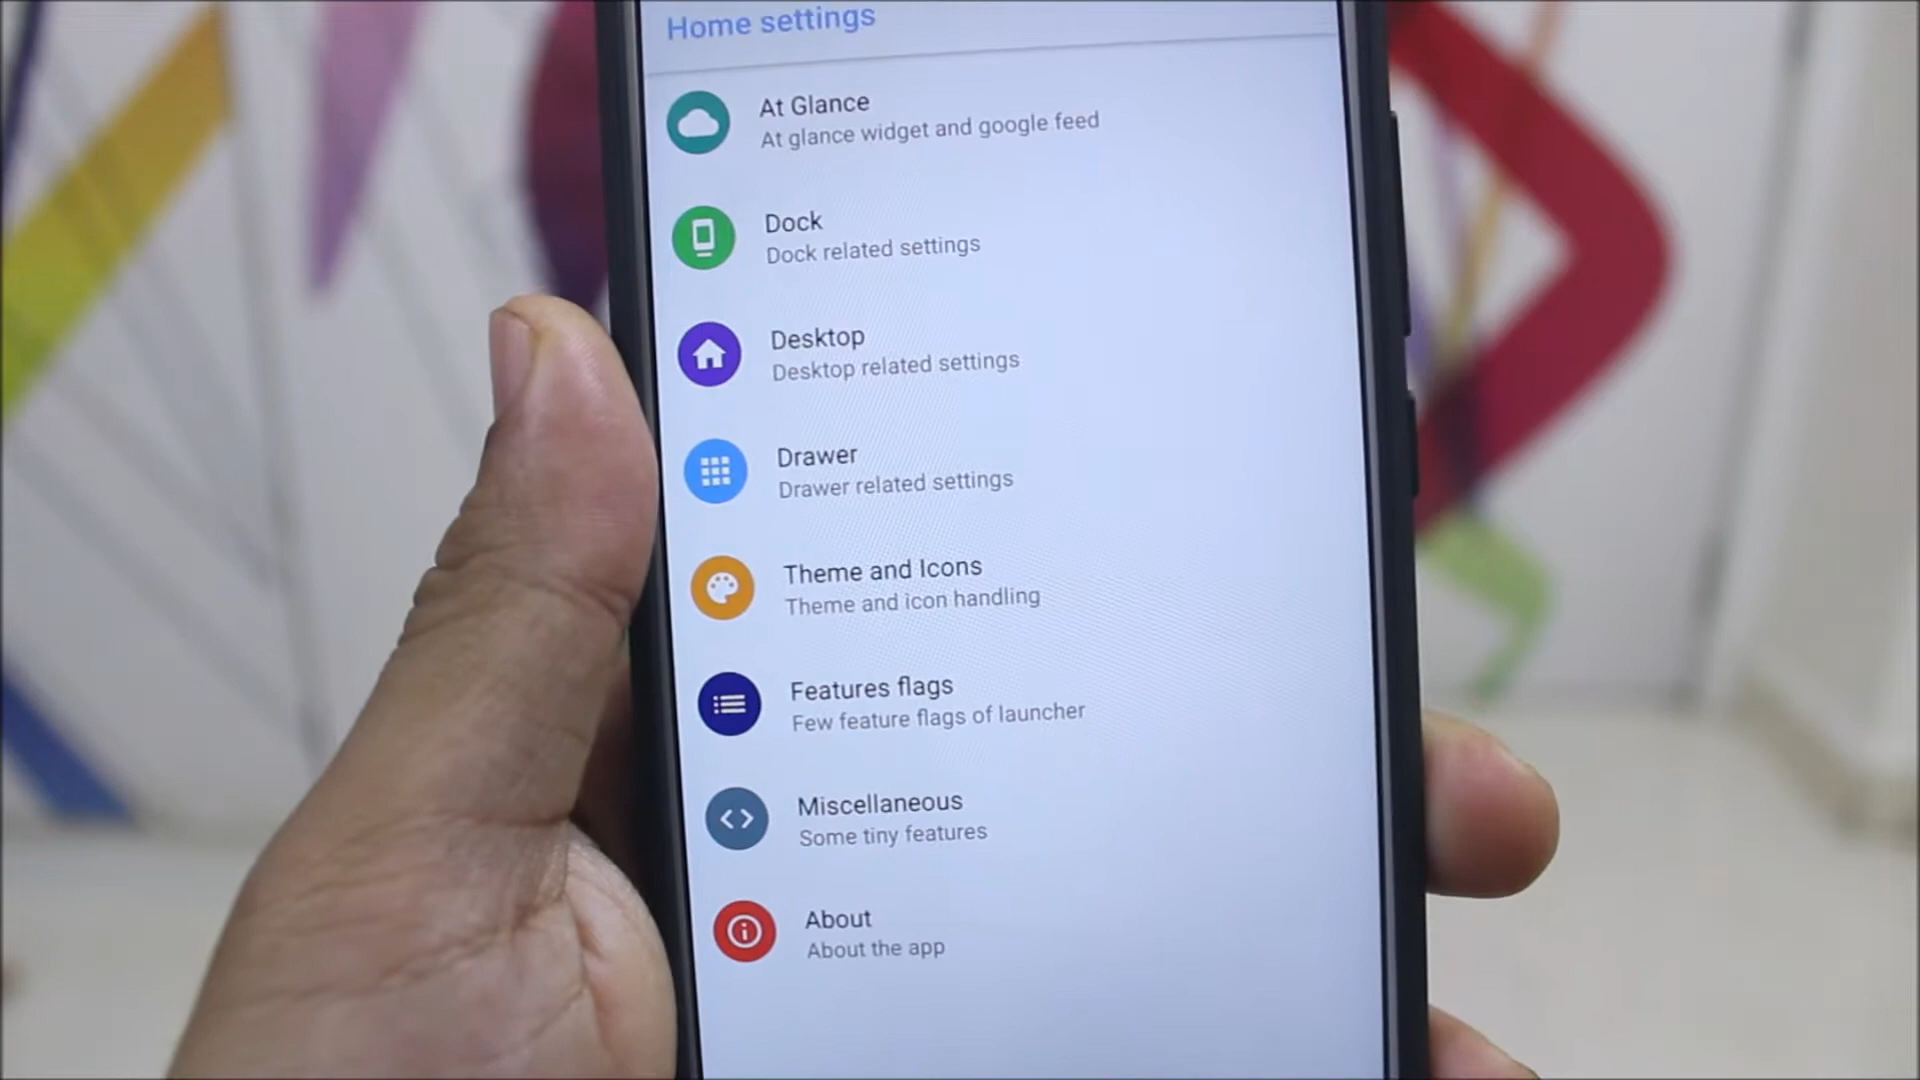 Home settings
At Glance
At glance widget and google feed
Dock
Dock related settings
Desktop
Desktop related settings
Drawer
Drawer related settings
Theme and Icons
Theme and icon handling
Features flags
Few feature flags of launcher
Miscellaneous
Some tiny features
About
About the app